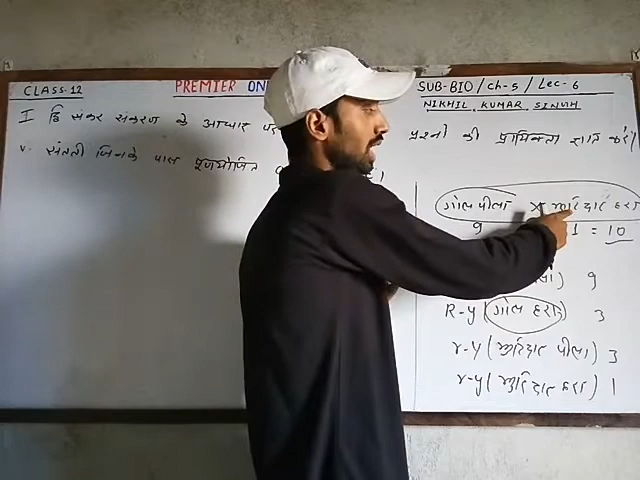 CLASS-12 PREMIER ON SUB-BIO/Ch-5/Lec-6
NIKHIL KUMAR SINGH
I द्वि संकर संकरण के आधार पर प्रश्नों की प्रायिकता ज्ञात करें।
v. संतती जिनके पास
गोल पीला × झुर्रिदार हरा
9 1 = 10
9
R-y (गोल हरा) 3
r-Y (झुर्रिदार पीला) 3
r-y (झुर्रिदार हरा) 1